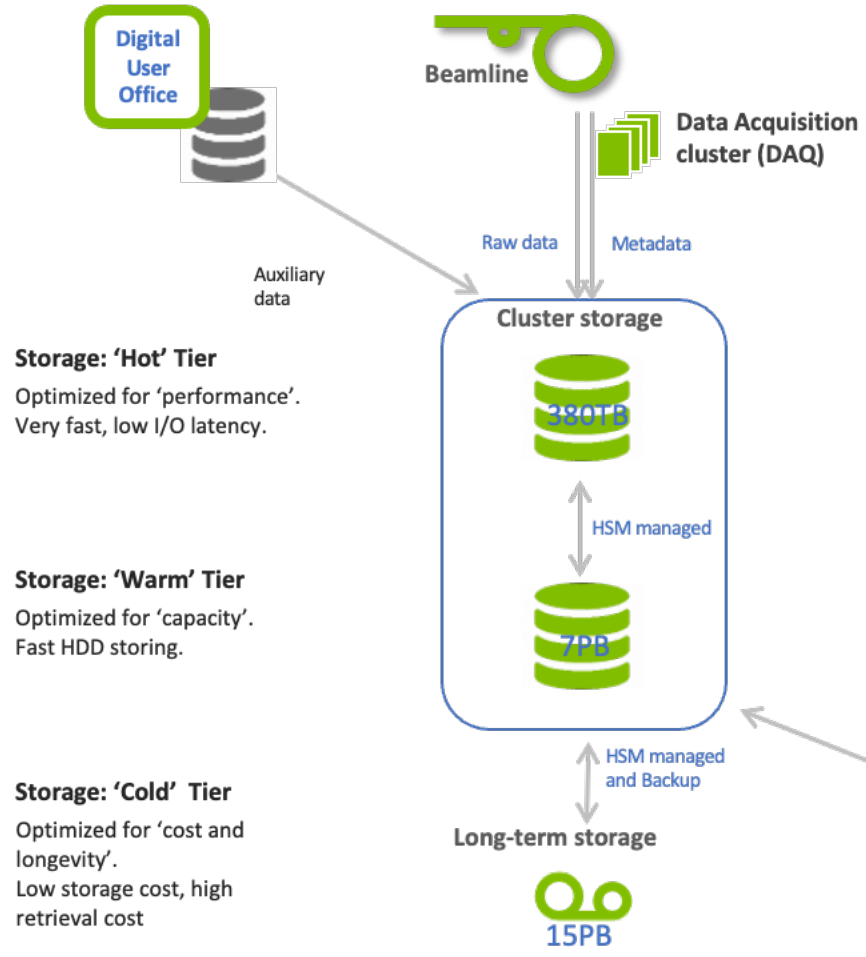 Digital
User
Office
Beamline
Data Acquisition
cluster (DAQ)
Raw data
Metadata
Auxiliary
data
Cluster storage
Storage: ‘Hot’ Tier
Optimized for ‘performance’.
Very fast, low I/O latency.
380TB
HSM managed
Storage: ‘Warm’ Tier
Optimized for ‘capacity’.
Fast HDD storing.
7PB
HSM managed
and Backup
Storage: ‘Cold’ Tier
Optimized for ‘cost and
longevity’.
Low storage cost, high
retrieval cost
Long-term storage
15PB